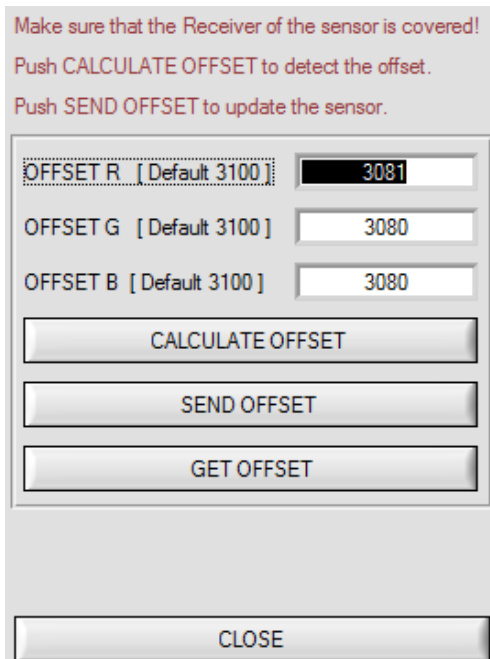 Make sure that the Receiver of the sensor is covered!
Push CALCULATE OFFSET to detect the offset.
Push SEND OFFSET to update the sensor.
OFFSET R [ Default 3100 ] 3081
OFFSET G [ Default 3100 ] 3080
OFFSET B [ Default 3100 ] 3080
CALCULATE OFFSET
SEND OFFSET
GET OFFSET
CLOSE